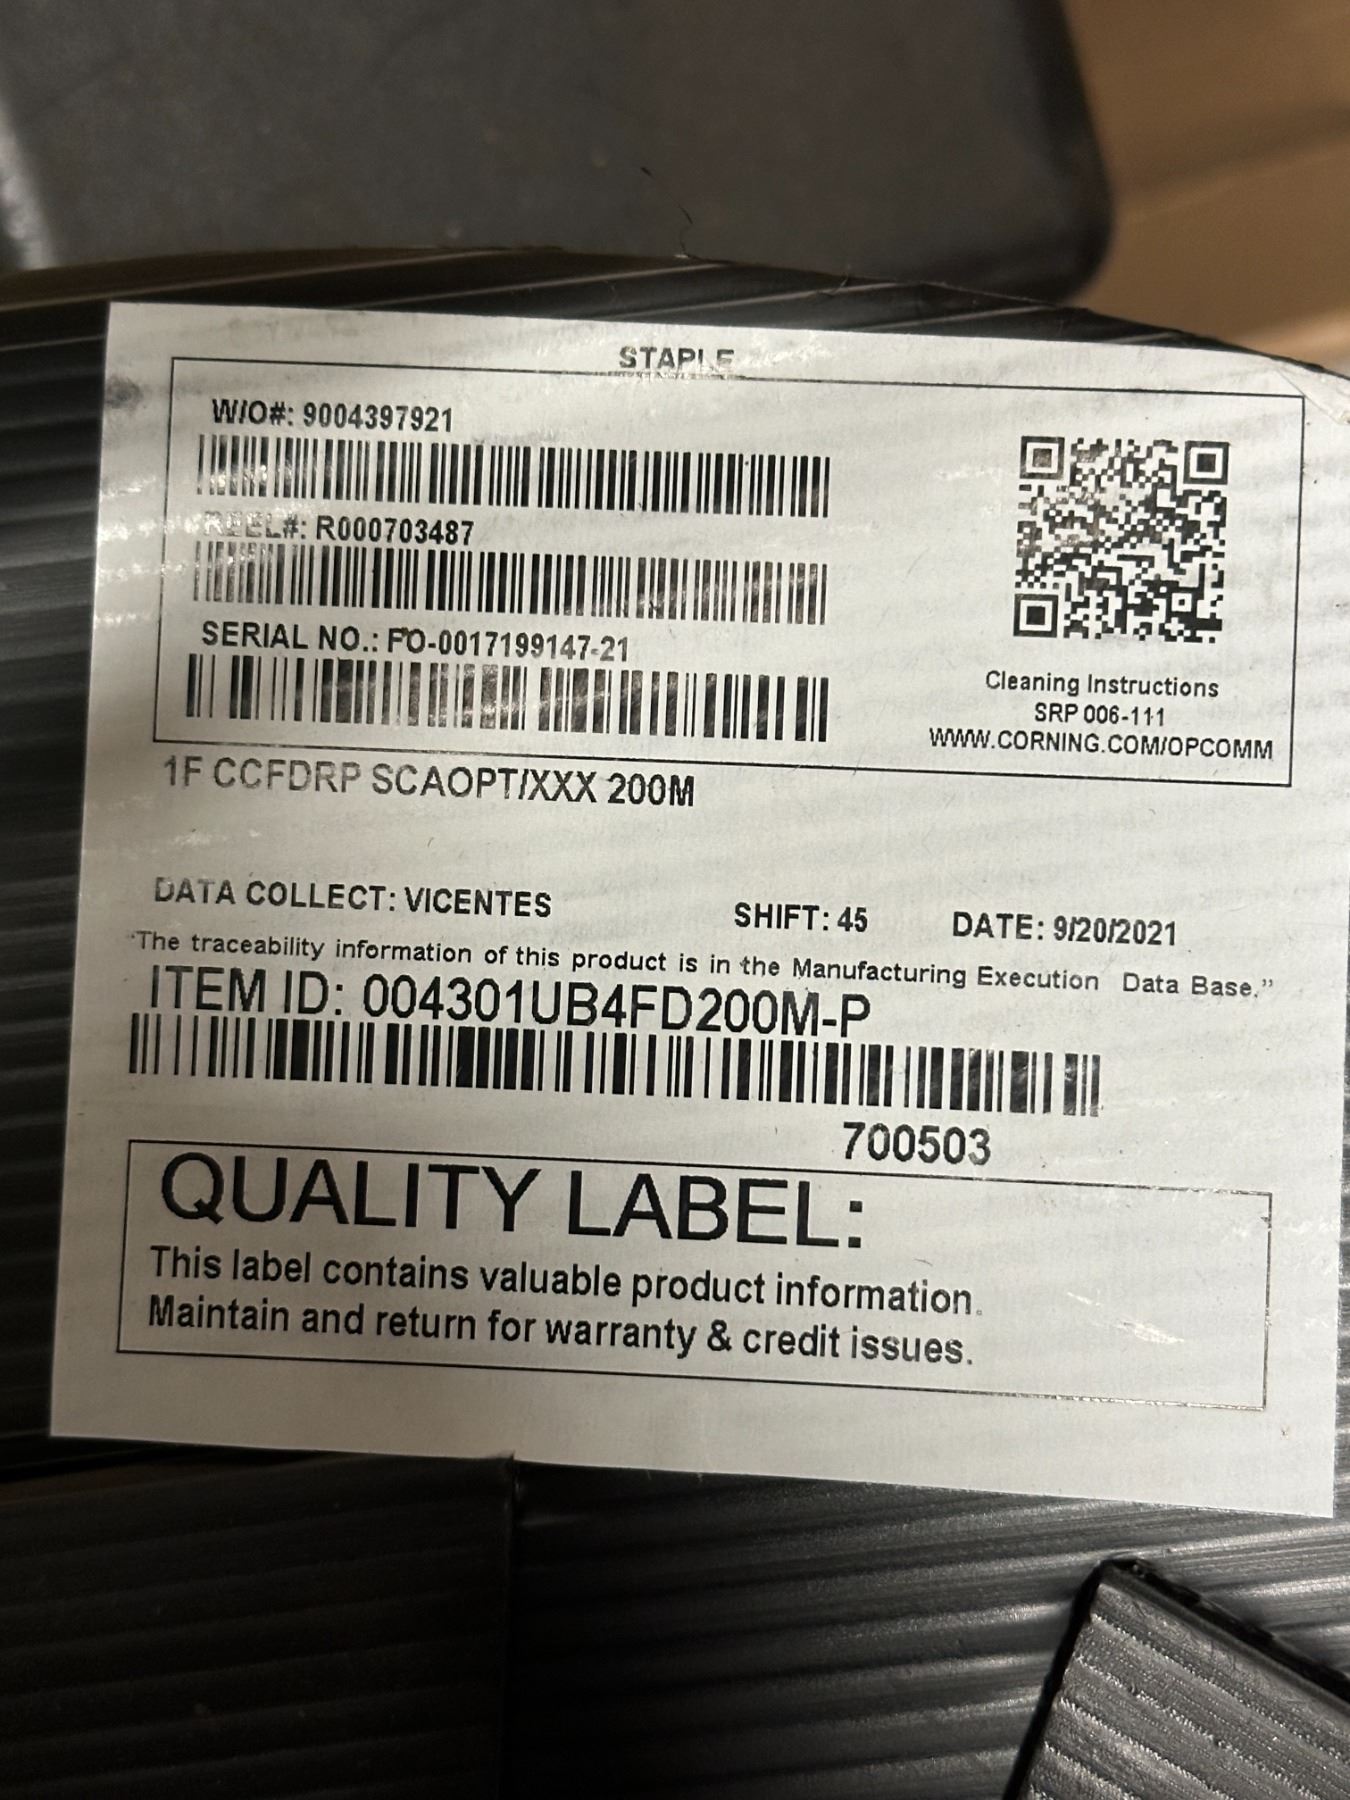 STAPLE
W/O#: 9004397921
REEL#: R000703487
SERIAL NO.: FO-0017199147-21
Cleaning Instructions
SRP 006-111
WWW.CORNING.COM/OPCOMM
1F CCFDRP SCAOPT/XXX 200M
DATA COLLECT: VICENTES SHIFT: 45 DATE: 9/20/2021
"The traceability information of this product is in the Manufacturing Execution Data Base."
ITEM ID: 004301UB4FD200M-P
700503
QUALITY LABEL:
This label contains valuable product information.
Maintain and return for warranty & credit issues.